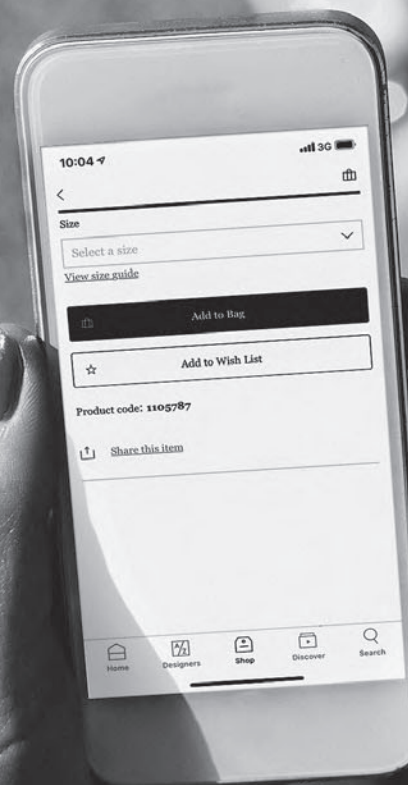 10:04
3G
Size
Select a size
View size guide
Add to Bag
Add to Wish List
Product code: 1105787
Share this item
A/Z
Home
Designers
Shop
Discover
Search